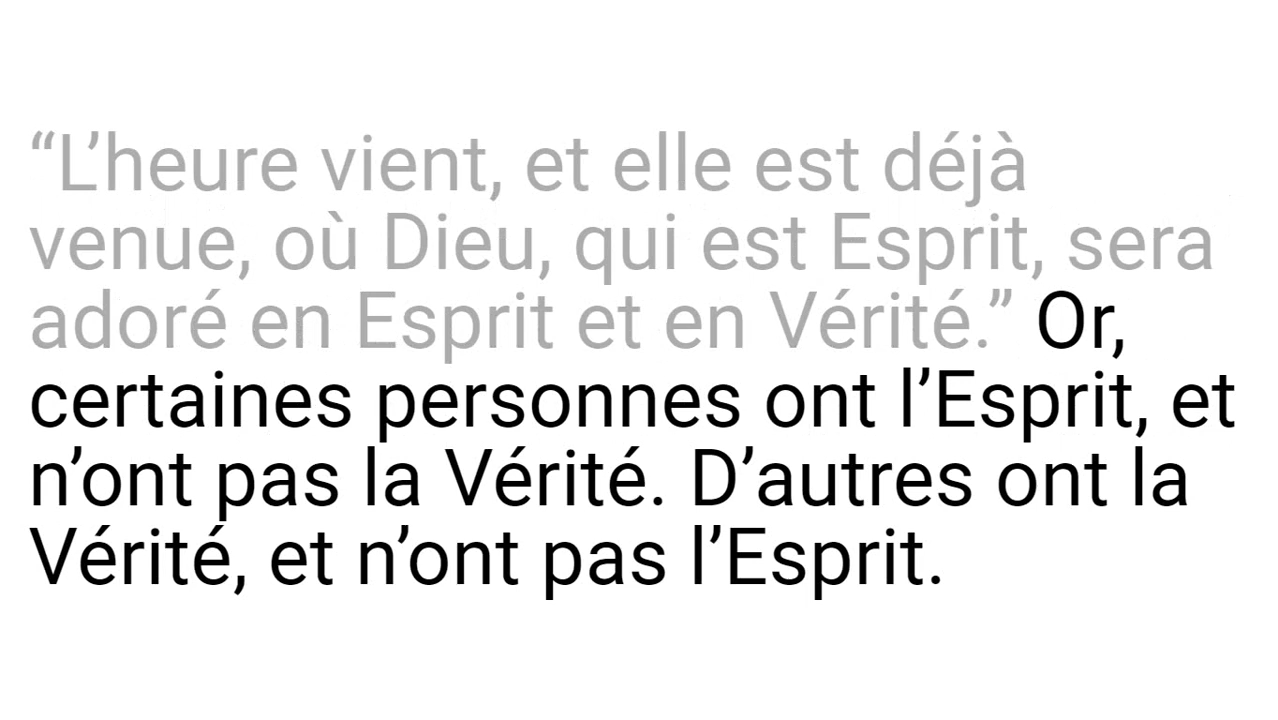 “L’heure vient, et elle est déjà
venue, où Dieu, qui est Esprit, sera
adoré en Esprit et en Vérité.” Or,
certaines personnes ont l’Esprit, et
n’ont pas la Vérité. D’autres ont la
Vérité, et n’ont pas l’Esprit.